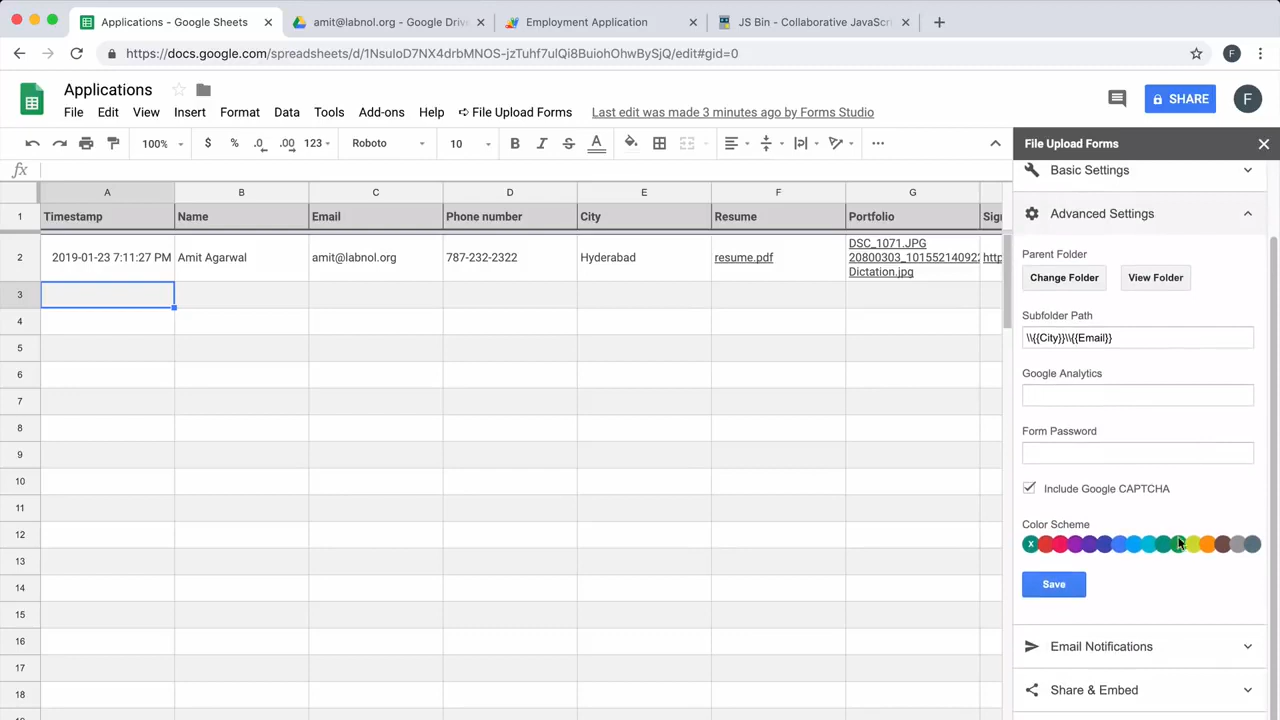 Applications - Google Sheets
amit@labnol.org - Google Drive
Employment Application
JS Bin - Collaborative JavaScri
https://docs.google.com/spreadsheets/d/1NsuIoD7NX4drbMNOS-jzTuhf7ulQi8BuiohOhwBySjQ/edit#gid=0
F
Applications
SHARE
F
File Edit View Insert Format Data Tools Add-ons Help File Upload Forms Last edit was made 3 minutes ago by Forms Studio
100% $ % .0 .00 123 Roboto 10 B I S A
fx
A B C D E F G
1 Timestamp Name Email Phone number City Resume Portfolio Sig
2 2019-01-23 7:11:27 PM Amit Agarwal amit@labnol.org 787-232-2322 Hyderabad resume.pdf DSC_1071.JPG
20800303_101552140922
Dictation.jpg
http
3
4
5
6
7
8
9
10
11
12
13
14
15
16
17
18
File Upload Forms
Basic Settings
Advanced Settings
Parent Folder
Change Folder View Folder
Subfolder Path
\\{{City}}\\{{Email}}
Google Analytics
Form Password
Include Google CAPTCHA
Color Scheme
X
Save
Email Notifications
Share & Embed